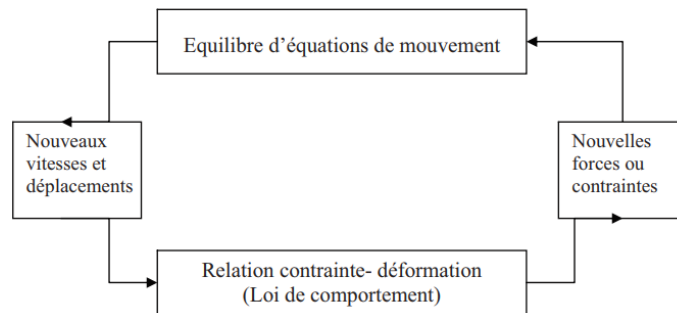 Equilibre d'équations de mouvement
Nouveaux
vitesses et
déplacements
Nouvelles
forces ou
contraintes
Relation contrainte- déformation
(Loi de comportement)